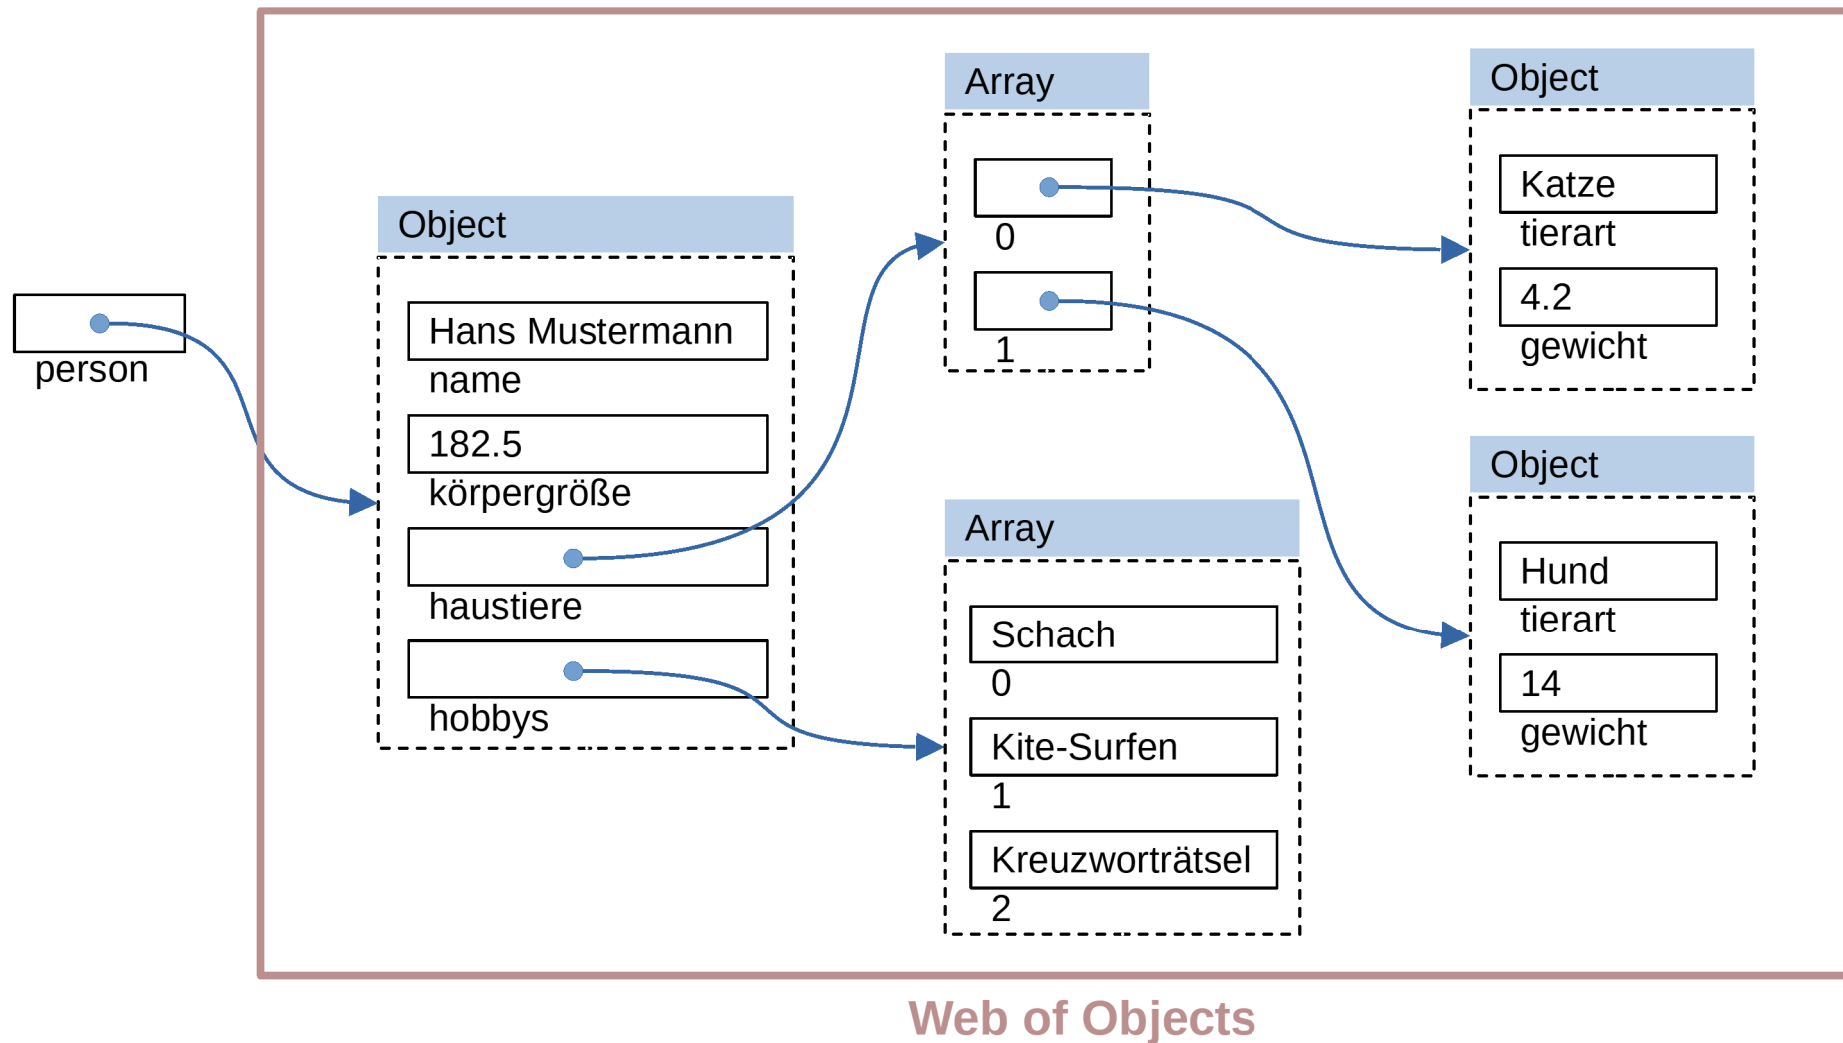 person
Object
Hans Mustermann
name
182.5
körpergröße
haustiere
hobbys
Array
0
1
Array
Schach
0
Kite-Surfen
1
Kreuzworträtsel
2
Object
Katze
tierart
4.2
gewicht
Object
Hund
tierart
14
gewicht
Web of Objects